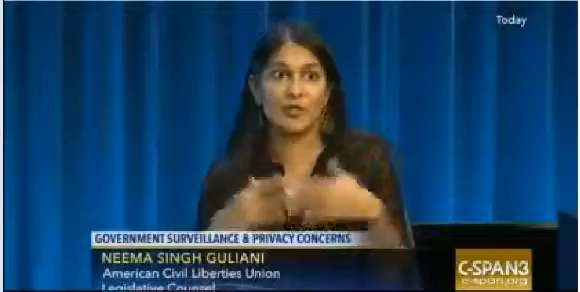 Today
GOVERNMENT SURVEILLANCE & PRIVACY CONCERNS
NEEMA SINGH GULIANI
American Civil Liberties Union
Legislative Counsel
C-SPAN3
c-span.org